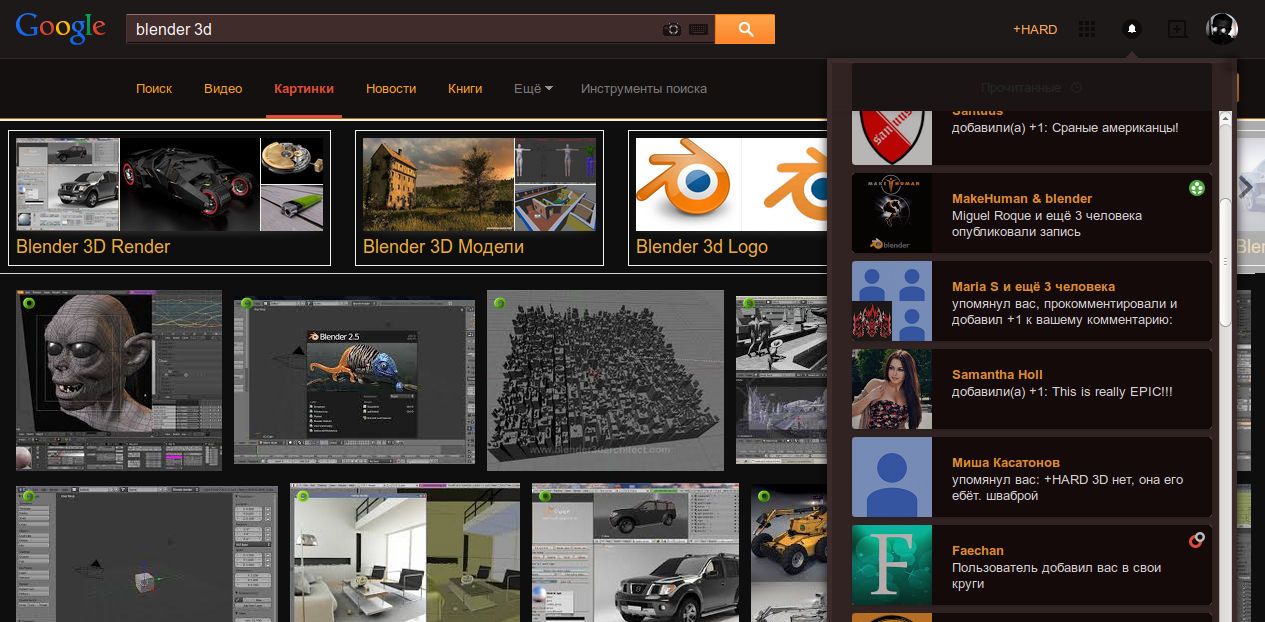 Google
blender 3d
+HARD
Поиск
Видео
Картинки
Новости
Книги
Ещё
Инструменты поиска
Blender 3D Render
Blender 3D Модели
Blender 3d Logo
Blen
Blender 2.5
www.blender3darchitect.com
Прочитанные
Santuus
добавили(а) +1: Сраные американцы!
MAKEHUMAN
blender
MakeHuman & blender
Miguel Roque и ещё 3 человека
опубликовали запись
Maria S и ещё 3 человека
упомянул вас, прокомментировали и
добавил +1 к вашему комментарию:
Samantha Holl
добавили(а) +1: This is really EPIC!!!
Миша Касатонов
упомянул вас: +HARD 3D нет, она его
ебёт. шваброй
F
Faechan
Пользователь добавил вас в свои
круги